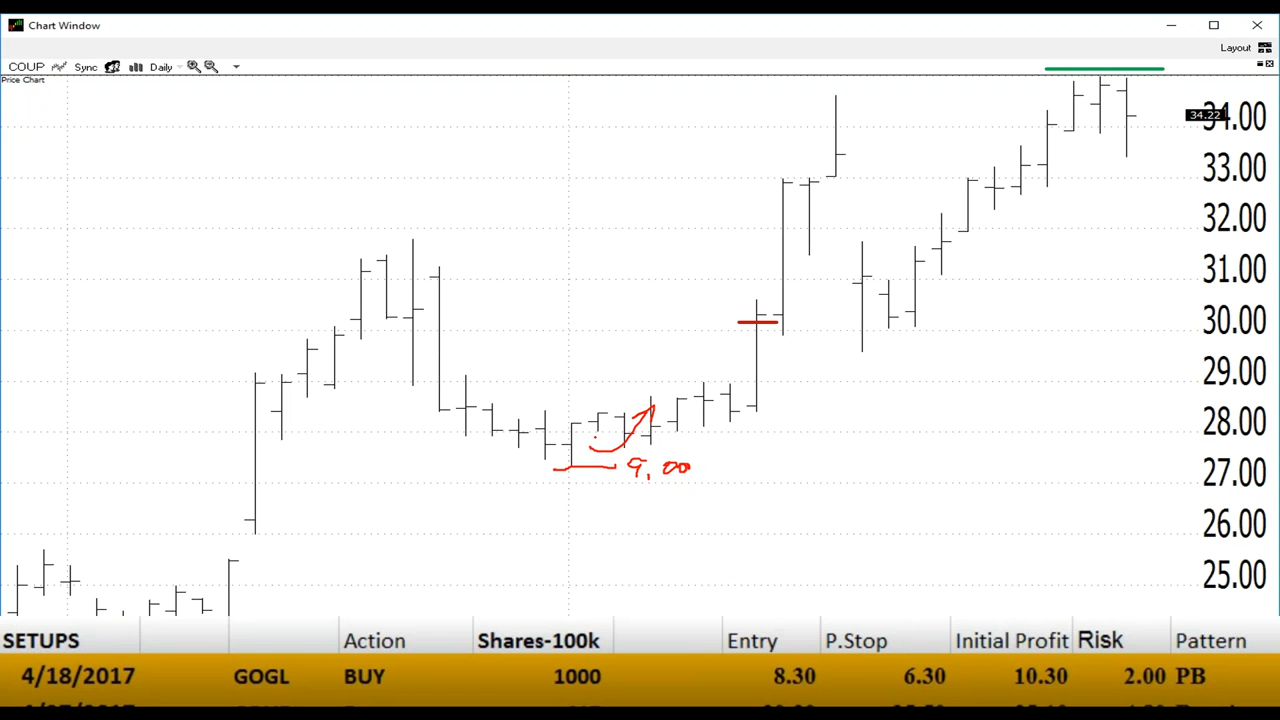 Chart Window
Layout
COUP Sync Daily
Price Chart
34.22
34.00
33.00
32.00
31.00
30.00
29.00
28.00
27.00
26.00
25.00
SETUPS Action Shares-100k Entry P.Stop Initial Profit Risk Pattern
4/18/2017 GOGL BUY 1000 8.30 6.30 10.30 2.00 PB